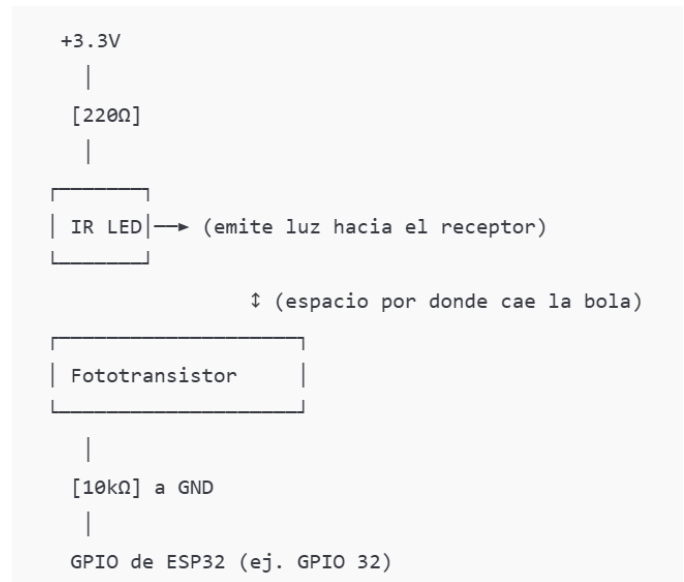 +3.3V
[220Ω]
IR LED (emite luz hacia el receptor)
↕ (espacio por donde cae la bola)
Fototransistor
[10kΩ] a GND
GPIO de ESP32 (ej. GPIO 32)